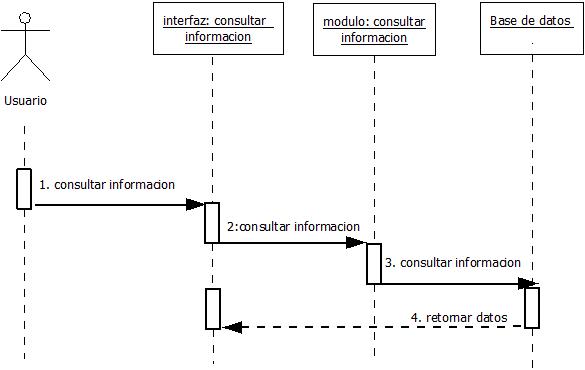 interfaz: consultar
informacion
modulo: consultar
informacion
Base de datos
Usuario
1. consultar informacion
2:consultar informacion
3. consultar informacion
4. retornar datos